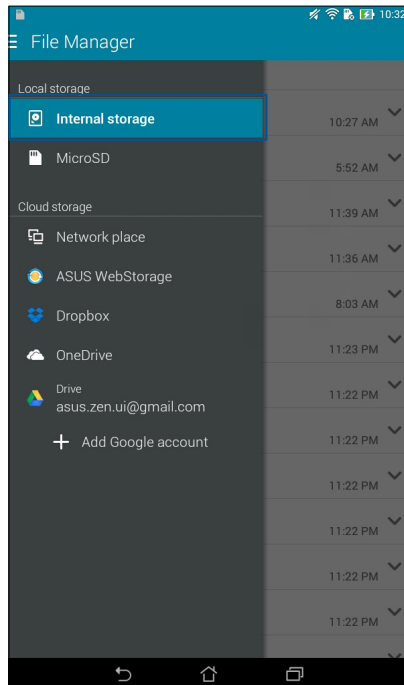 10:32
File Manager
Local storage
Internal storage
10:27 AM
MicroSD
5:52 AM
Cloud storage
11:39 AM
Network place
11:36 AM
ASUS WebStorage
8:03 AM
Dropbox
11:23 PM
OneDrive
Drive
asus.zen.ui@gmail.com
11:22 PM
Add Google account
11:22 PM
11:22 PM
11:22 PM
11:22 PM
11:22 PM